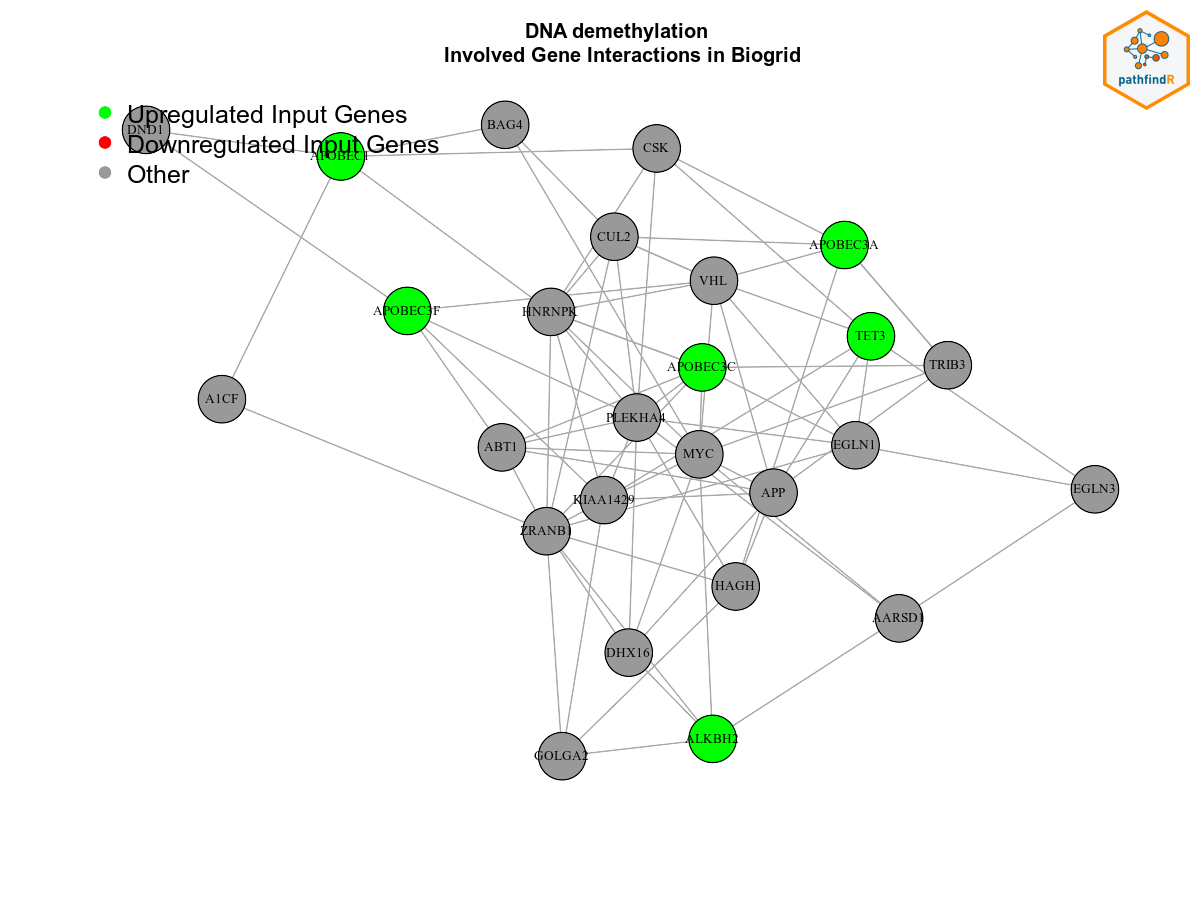 DNA demethylation
Involved Gene Interactions in Biogrid
pathfindR
Upregulated Input Genes
Downregulated Input Genes
Other
DND1
APOBEC1
BAG4
CSK
CUL2
APOBEC3A
VHL
APOBEC3F
HNRNPK
TET3
APOBEC3C
TRIB3
A1CF
PLEKHA4
ABT1
MYC
EGLN1
KIAA1429
APP
EGLN3
ZRANB1
HAGH
AARSD1
DHX16
ALKBH2
GOLGA2